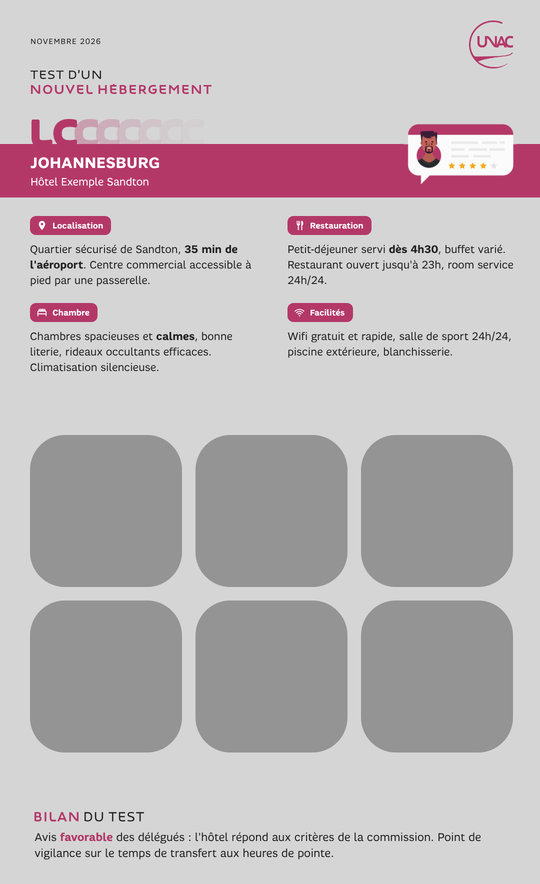 NOVEMBRE 2026
UNAC
TEST D'UN
NOUVEL HÉBERGEMENT
LCCCCCCC
JOHANNESBURG
Hôtel Exemple Sandton
Localisation
Quartier sécurisé de Sandton, 35 min de
l'aéroport. Centre commercial accessible à
pied par une passerelle.
Restauration
Petit-déjeuner servi dès 4h30, buffet varié.
Restaurant ouvert jusqu'à 23h, room service
24h/24.
Chambre
Chambres spacieuses et calmes, bonne
literie, rideaux occultants efficaces.
Climatisation silencieuse.
Facilités
Wifi gratuit et rapide, salle de sport 24h/24,
piscine extérieure, blanchisserie.
BILAN DU TEST
Avis favorable des délégués : l'hôtel répond aux critères de la commission. Point de
vigilance sur le temps de transfert aux heures de pointe.